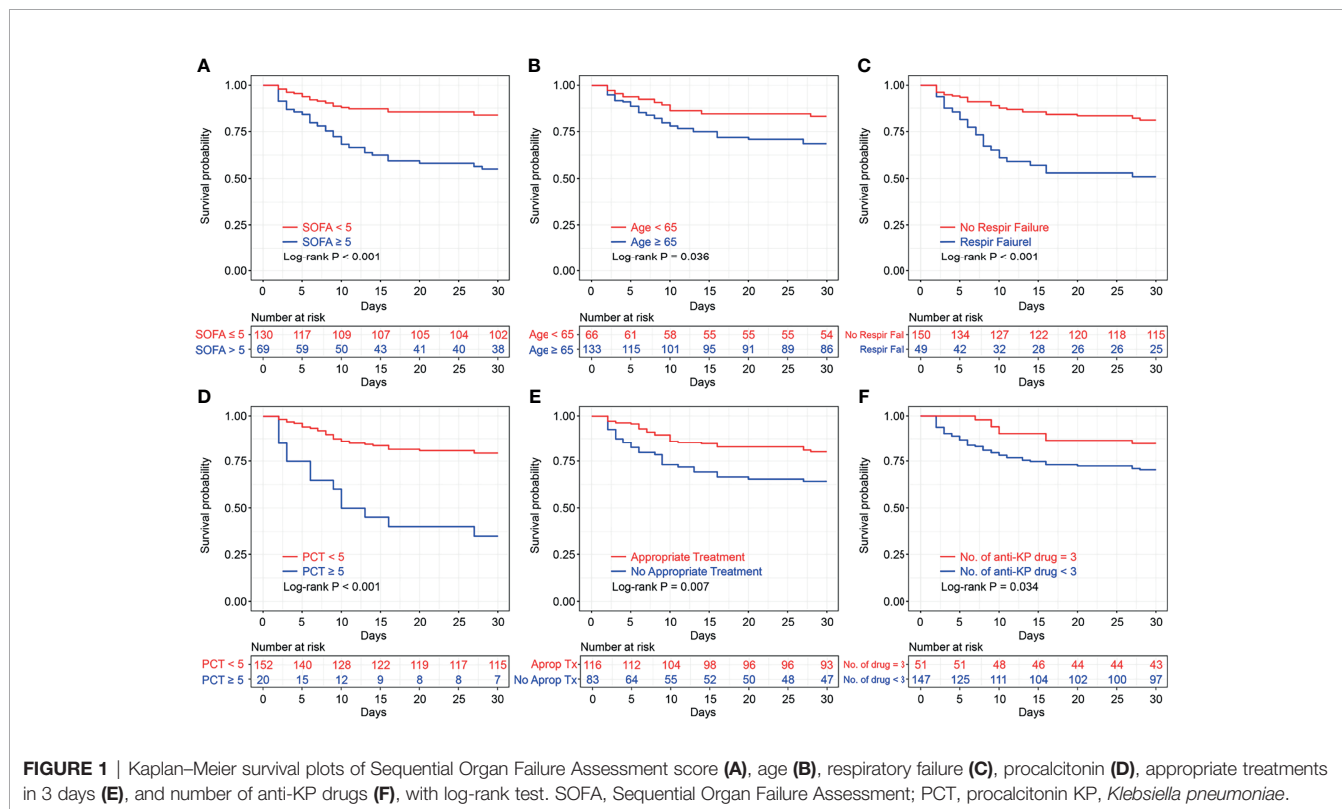 A
Survival probability
1.00
0.75
0.50
0.25
0.00
SOFA < 5
SOFA ≥ 5
Log-rank P < 0.001
0 5 10 15 20 25 30
Days
Number at risk
SOFA ≤ 5 130 117 109 107 105 104 102
SOFA > 5 69 59 50 43 41 40 38
0 5 10 15 20 25 30
Days
B
Survival probability
1.00
0.75
0.50
0.25
0.00
Age < 65
Age ≥ 65
Log-rank P = 0.036
0 5 10 15 20 25 30
Days
Number at risk
Age < 65 66 61 58 55 55 55 54
Age ≥ 65 133 115 101 95 91 89 86
0 5 10 15 20 25 30
Days
C
Survival probability
1.00
0.75
0.50
0.25
0.00
No Respir Failure
Respir Faiurel
Log-rank P < 0.001
0 5 10 15 20 25 30
Days
Number at risk
No Respir Fal 150 134 127 122 120 118 115
Respir Fal 49 42 32 28 26 26 25
0 5 10 15 20 25 30
Days
D
Survival probability
1.00
0.75
0.50
0.25
0.00
PCT < 5
PCT ≥ 5
Log-rank P < 0.001
0 5 10 15 20 25 30
Days
Number at risk
PCT < 5 152 140 128 122 119 117 115
PCT ≥ 5 20 15 12 9 8 8 7
0 5 10 15 20 25 30
Days
E
Survival probability
1.00
0.75
0.50
0.25
0.00
Appropriate Treatment
No Appropriate Treatment
Log-rank P = 0.007
0 5 10 15 20 25 30
Days
Number at risk
Aprop Tx 116 112 104 98 96 96 93
No Aprop Tx 83 64 55 52 50 48 47
0 5 10 15 20 25 30
Days
F
Survival probability
1.00
0.75
0.50
0.25
0.00
No. of anti-KP drug = 3
No. of anti-KP drug < 3
Log-rank P = 0.034
0 5 10 15 20 25 30
Days
Number at risk
No. of drug = 3 51 51 48 46 44 44 43
No. of drug < 3 147 125 111 104 102 100 97
0 5 10 15 20 25 30
Days
FIGURE 1 | Kaplan–Meier survival plots of Sequential Organ Failure Assessment score (A), age (B), respiratory failure (C), procalcitonin (D), appropriate treatments
in 3 days (E), and number of anti-KP drugs (F), with log-rank test. SOFA, Sequential Organ Failure Assessment; PCT, procalcitonin KP, Klebsiella pneumoniae.